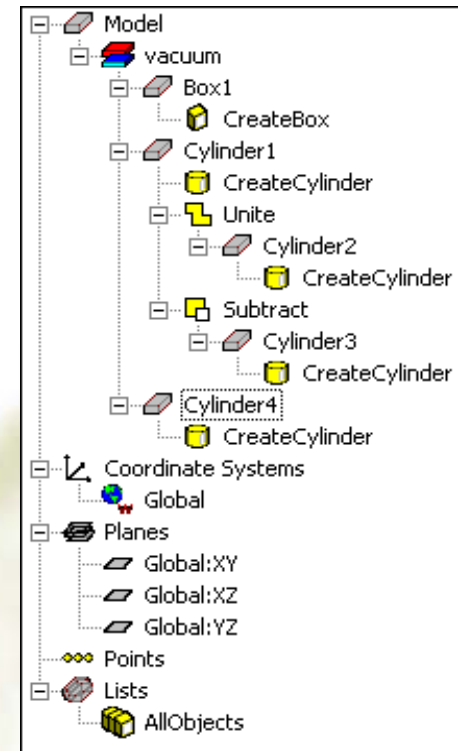 Model
vacuum
Box1
CreateBox
Cylinder1
CreateCylinder
Unite
Cylinder2
CreateCylinder
Subtract
Cylinder3
CreateCylinder
Cylinder4
CreateCylinder
Coordinate Systems
Global
Planes
Global:XY
Global:XZ
Global:YZ
Points
Lists
AllObjects